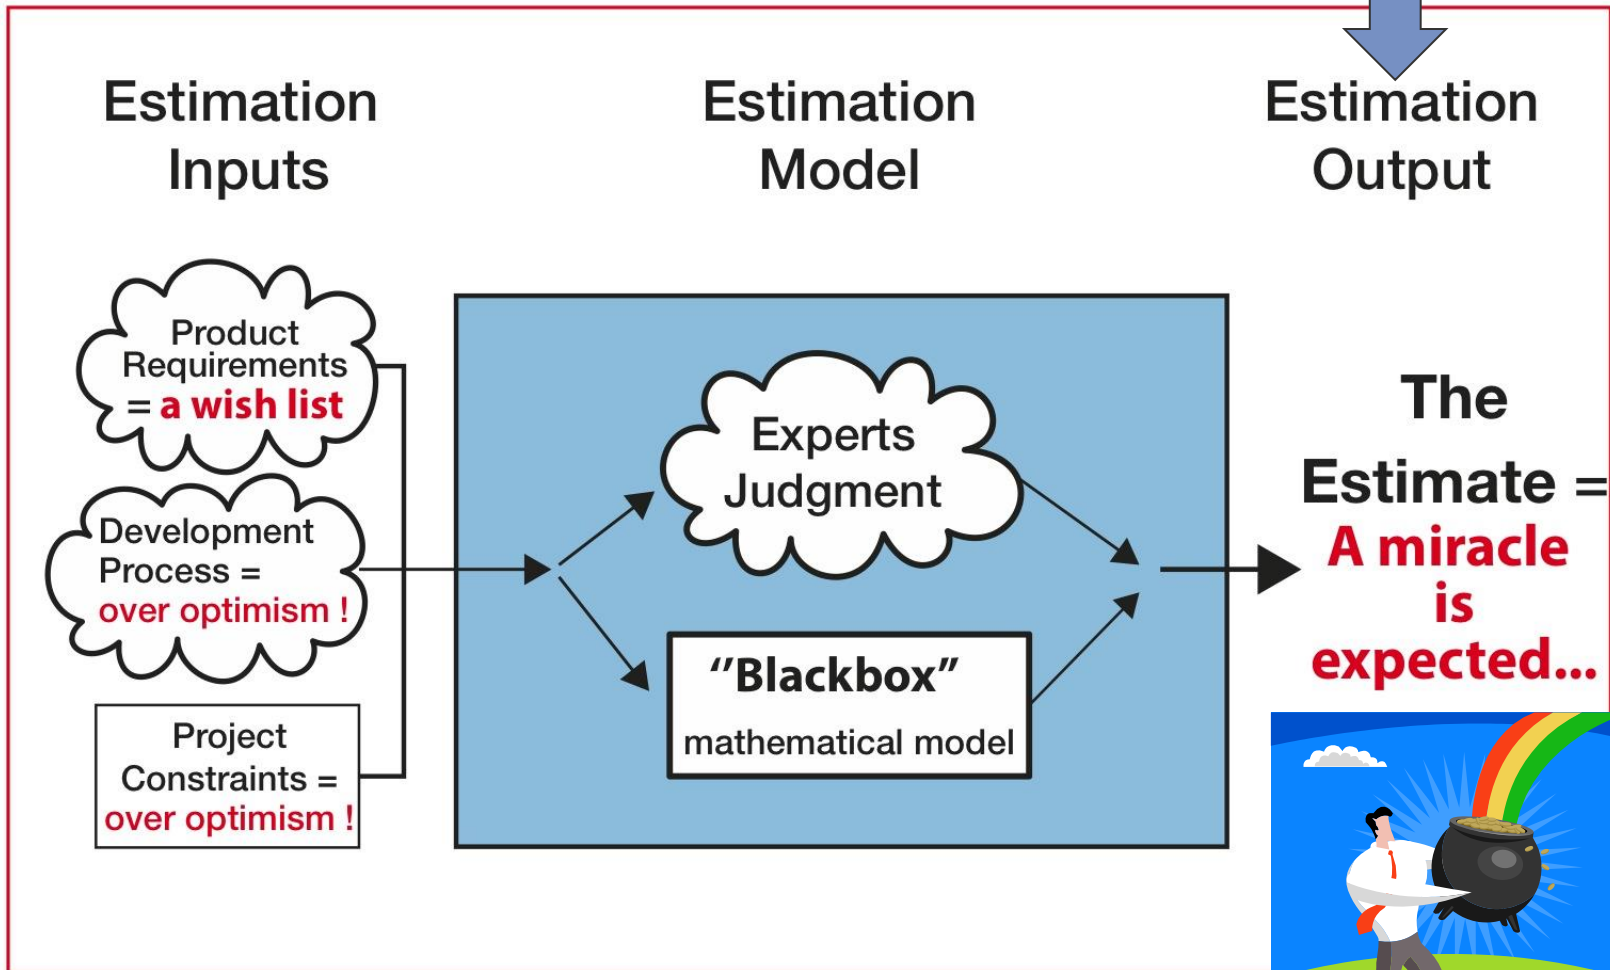 Estimation
Inputs
Estimation
Model
Estimation
Output
Product
Requirements
= a wish list
Development
Process =
over optimism !
Project
Constraints =
over optimism !
Experts
Judgment
‘‘Blackbox”
mathematical model
The
Estimate =
A miracle
is
expected...